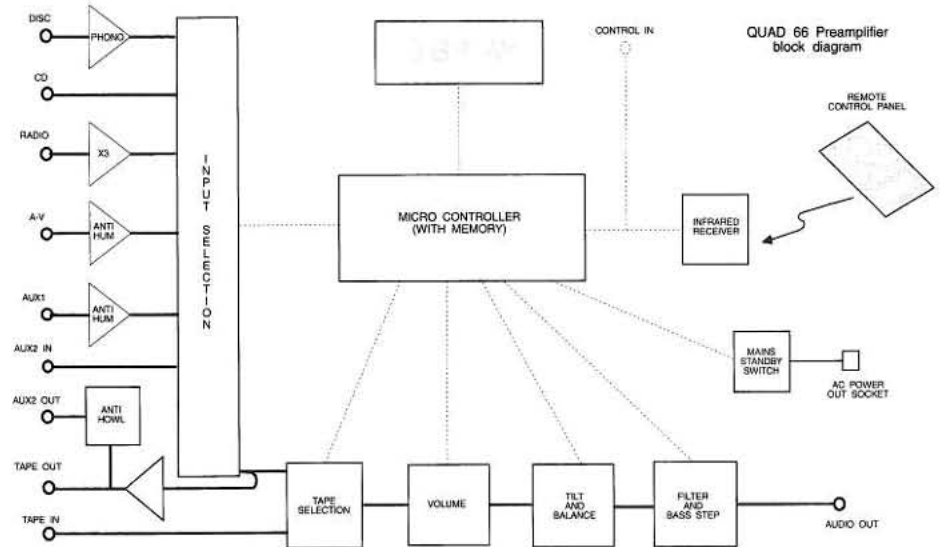 DISC
PHONO
CD
RADIO
X3
A-V
ANTI
HUM
AUX1
ANTI
HUM
AUX2 IN
AUX2 OUT
ANTI
HOWL
TAPE OUT
TAPE IN
INPUT SELECTION
CONTROL IN
QUAD 66 Preamplifier
block diagram
REMOTE
CONTROL PANEL
MICRO CONTROLLER
(WITH MEMORY)
INFRARED
RECEIVER
MAINS
STANDBY
SWITCH
AC POWER
OUT SOCKET
TAPE
SELECTION
VOLUME
TILT
AND
BALANCE
FILTER
AND
BASS STEP
AUDIO OUT